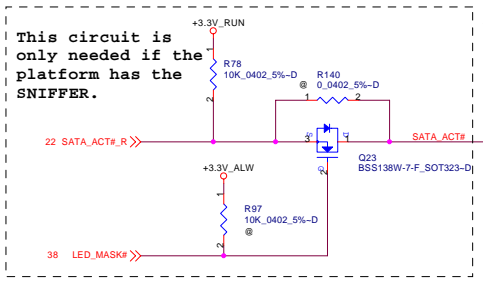 +3.3V_RUN
This circuit is
only needed if the
platform has the
SNIFFER.
1
R78
10K_0402_5%~D
2
R140
@ 0_0402_5%~D
1 2
22 SATA_ACT#_R
3 S D 1
SATA_ACT#
G
2
Q23
BSS138W-7-F_SOT323~D
+3.3V_ALW
1
R97
10K_0402_5%~D
@
2
38 LED_MASK#